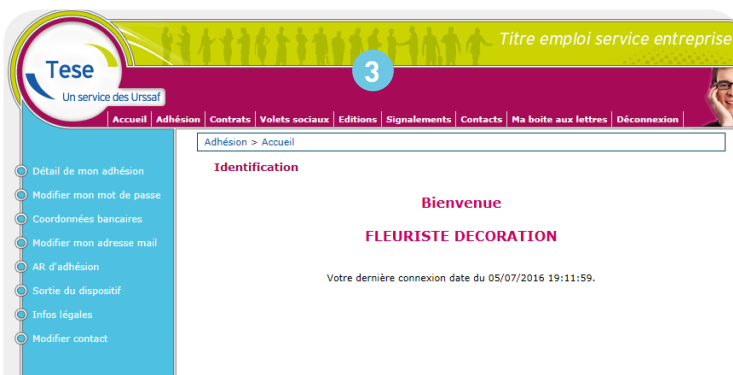 Titre emploi service entreprise
3
Tese
Un service des Urssaf
Accueil Adhésion Contrats Volets sociaux Editions Signalements Contacts Ma boite aux lettres Déconnexion
Adhésion > Accueil
Identification
Détail de mon adhésion
Modifier mon mot de passe
Coordonnées bancaires
Modifier mon adresse mail
AR d'adhésion
Sortie du dispositif
Infos légales
Modifier contact
Bienvenue
FLEURISTE DECORATION
Votre dernière connexion date du 05/07/2016 19:11:59.